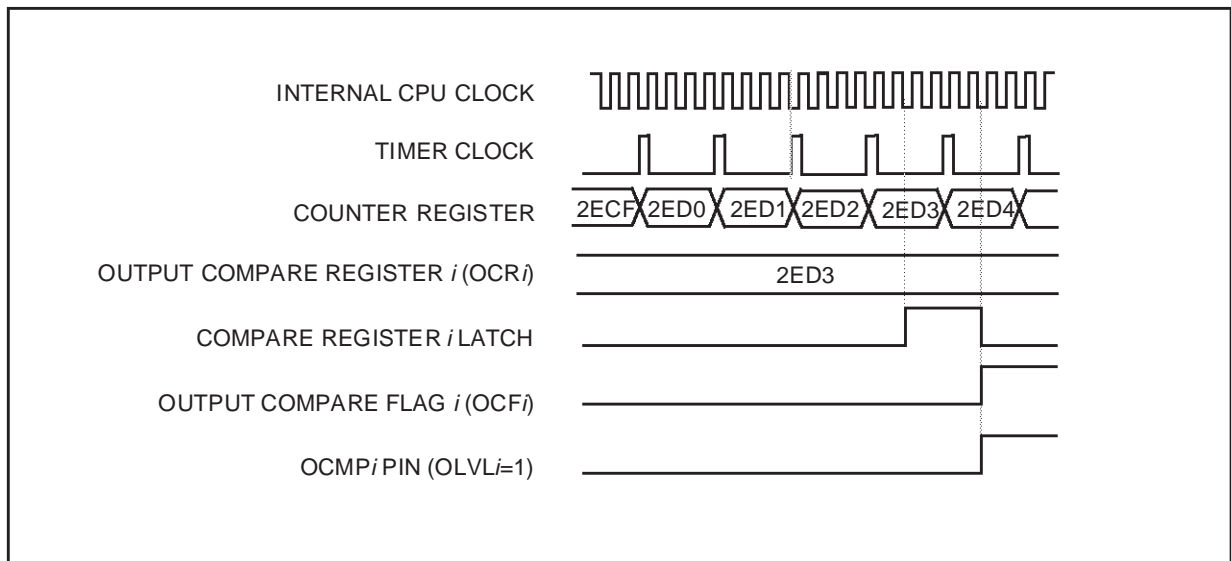 INTERNAL CPU CLOCK
TIMER CLOCK
COUNTER REGISTER 2ECF 2ED0 2ED1 2ED2 2ED3 2ED4
OUTPUT COMPARE REGISTER i (OCRi) 2ED3
COMPARE REGISTER i LATCH
OUTPUT COMPARE FLAG i (OCFi)
OCMPi PIN (OLVLi=1)